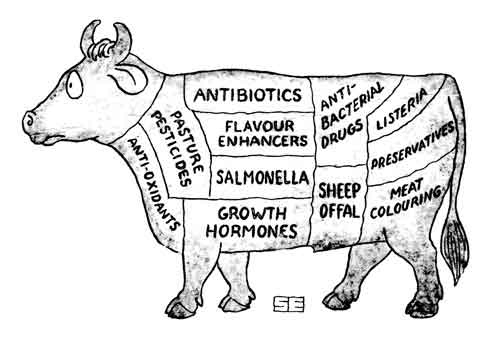 ANTI-OXIDANTS
PASTURE
PESTICIDES
ANTIBIOTICS
FLAVOUR
ENHANCERS
SALMONELLA
GROWTH
HORMONES
ANTI-
BACTERIAL
DRUGS
SHEEP
OFFAL
LISTERIA
PRESERVATIVES
MEAT
COLOURING
SE